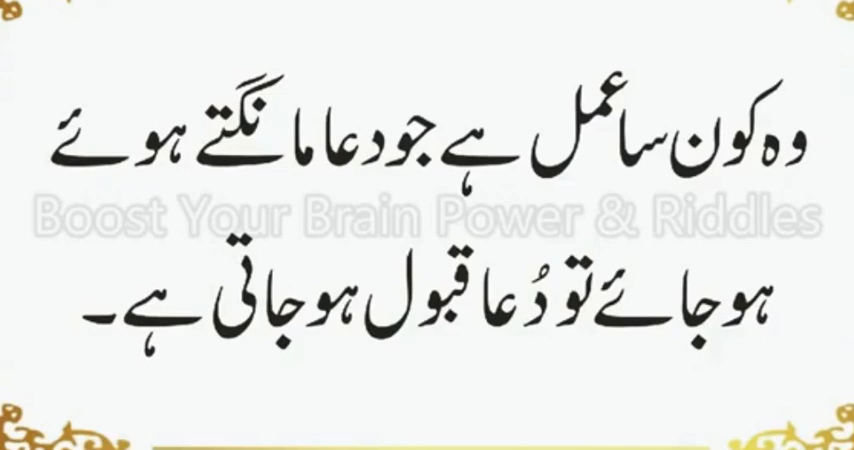 وہ کون سا عمل ہے جو دعا مانگتے ہوئے
Boost Your Brain Power & Riddles
ہو جائے تو دُعا قبول ہو جاتی ہے۔